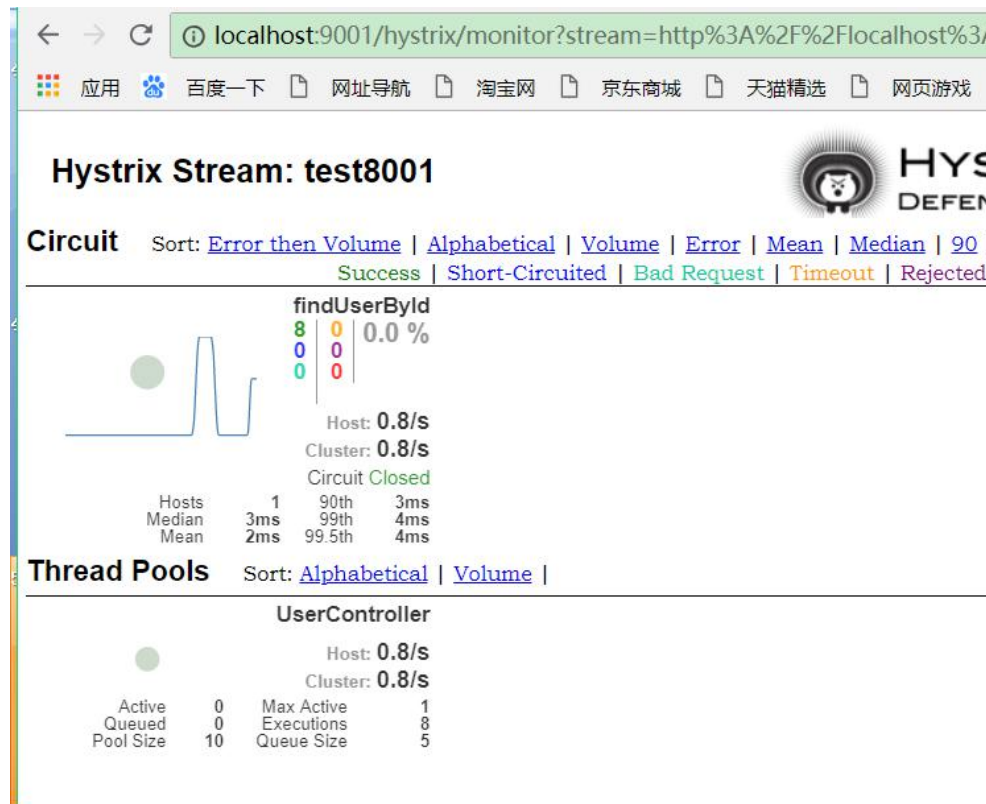 localhost:9001/hystrix/monitor?stream=http%3A%2F%2Flocalhost%3A
应用 百度一下 网址导航 淘宝网 京东商城 天猫精选 网页游戏
Hystrix Stream: test8001
HYS
DEFEN
Circuit Sort: Error then Volume | Alphabetical | Volume | Error | Mean | Median | 90
Success | Short-Circuited | Bad Request | Timeout | Rejected
findUserById
8 0 0.0 %
0 0
0 0
Host: 0.8/s
Cluster: 0.8/s
Circuit Closed
Hosts 1 90th 3ms
Median 3ms 99th 4ms
Mean 2ms 99.5th 4ms
Thread Pools Sort: Alphabetical | Volume |
UserController
Host: 0.8/s
Cluster: 0.8/s
Active 0 Max Active 1
Queued 0 Executions 8
Pool Size 10 Queue Size 5